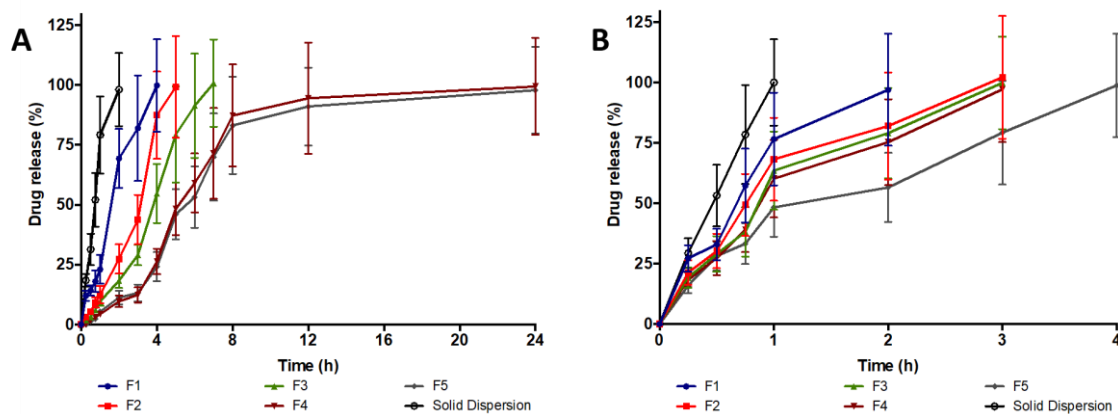 A
Drug release (%)
125
100
75
50
25
0
0 4 8 12 16 20 24
Time (h)
F1 F3 F5
F2 F4 Solid Dispersion
B
Drug release (%)
125
100
75
50
25
0
0 1 2 3 4
Time (h)
F1 F3 F5
F2 F4 Solid Dispersion